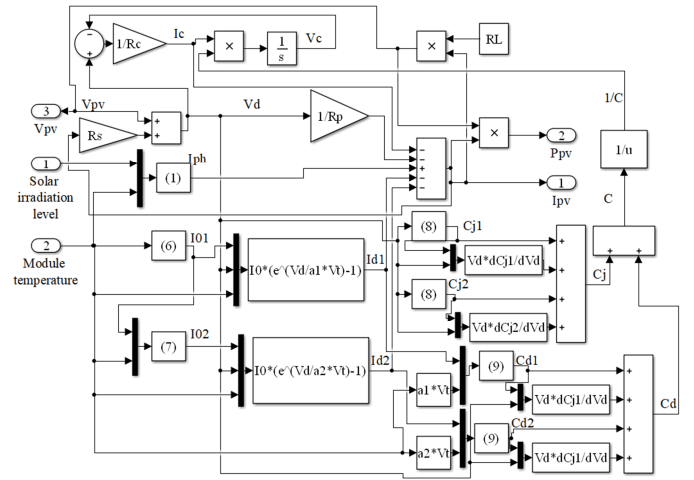 Ic
Vc
−
+
1/Rc
×
1
s
×
RL
Vpv
Vd
1/C
3
Vpv
Rs
+
+
1/Rp
−
−
+
−
−
×
2
Ppv
1/u
1
Solar
irradiation
level
Iph
(1)
1
Ipv
C
2
Module
temperature
(6)
I01
I0*(e^(Vd/a1*Vt)-1)
Id1
(8)
Cj1
Vd*dCj1/dVd
(8)
Cj2
Vd*dCj2/dVd
+
+
+
+
Cj
+
+
(7)
I02
I0*(e^(Vd/a2*Vt)-1)
Id2
a1*Vt
(9)
Cd1
Vd*dCj1/dVd
a2*Vt
(9)
Cd2
Vd*dCj1/dVd
+
+
+
+
Cd